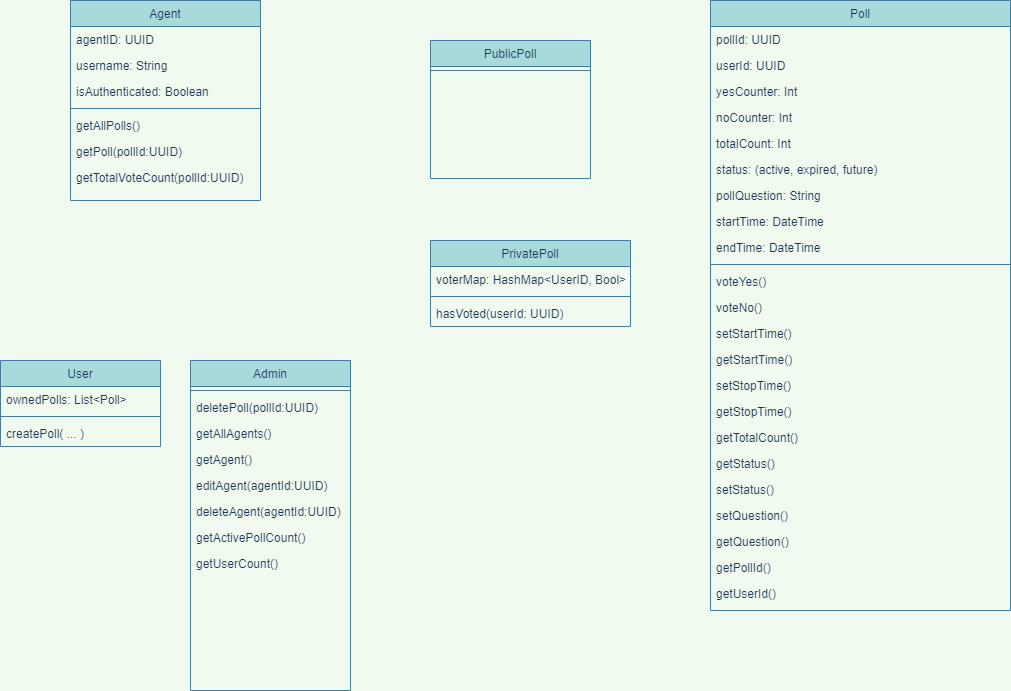 Agent
agentID: UUID
username: String
isAuthenticated: Boolean
getAllPolls()
getPoll(pollId:UUID)
getTotalVoteCount(pollId:UUID)
PublicPoll
PrivatePoll
voterMap: HashMap<UserID, Bool>
hasVoted(userId: UUID)
Poll
pollId: UUID
userId: UUID
yesCounter: Int
noCounter: Int
totalCount: Int
status: (active, expired, future)
pollQuestion: String
startTime: DateTime
endTime: DateTime
voteYes()
voteNo()
setStartTime()
getStartTime()
setStopTime()
getStopTime()
getTotalCount()
getStatus()
setStatus()
setQuestion()
getQuestion()
getPollId()
getUserId()
User
ownedPolls: List<Poll>
createPoll( ... )
Admin
deletePoll(pollId:UUID)
getAllAgents()
getAgent()
editAgent(agentId:UUID)
deleteAgent(agentId:UUID)
getActivePollCount()
getUserCount()